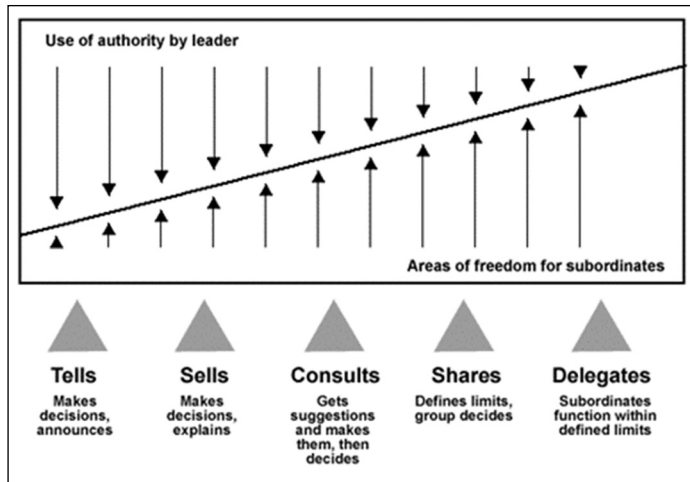 Use of authority by leader
Areas of freedom for subordinates
Tells
Makes
decisions,
announces
Sells
Makes
decisions,
explains
Consults
Gets
suggestions
and makes
them, then
decides
Shares
Defines limits,
group decides
Delegates
Subordinates
function within
defined limits